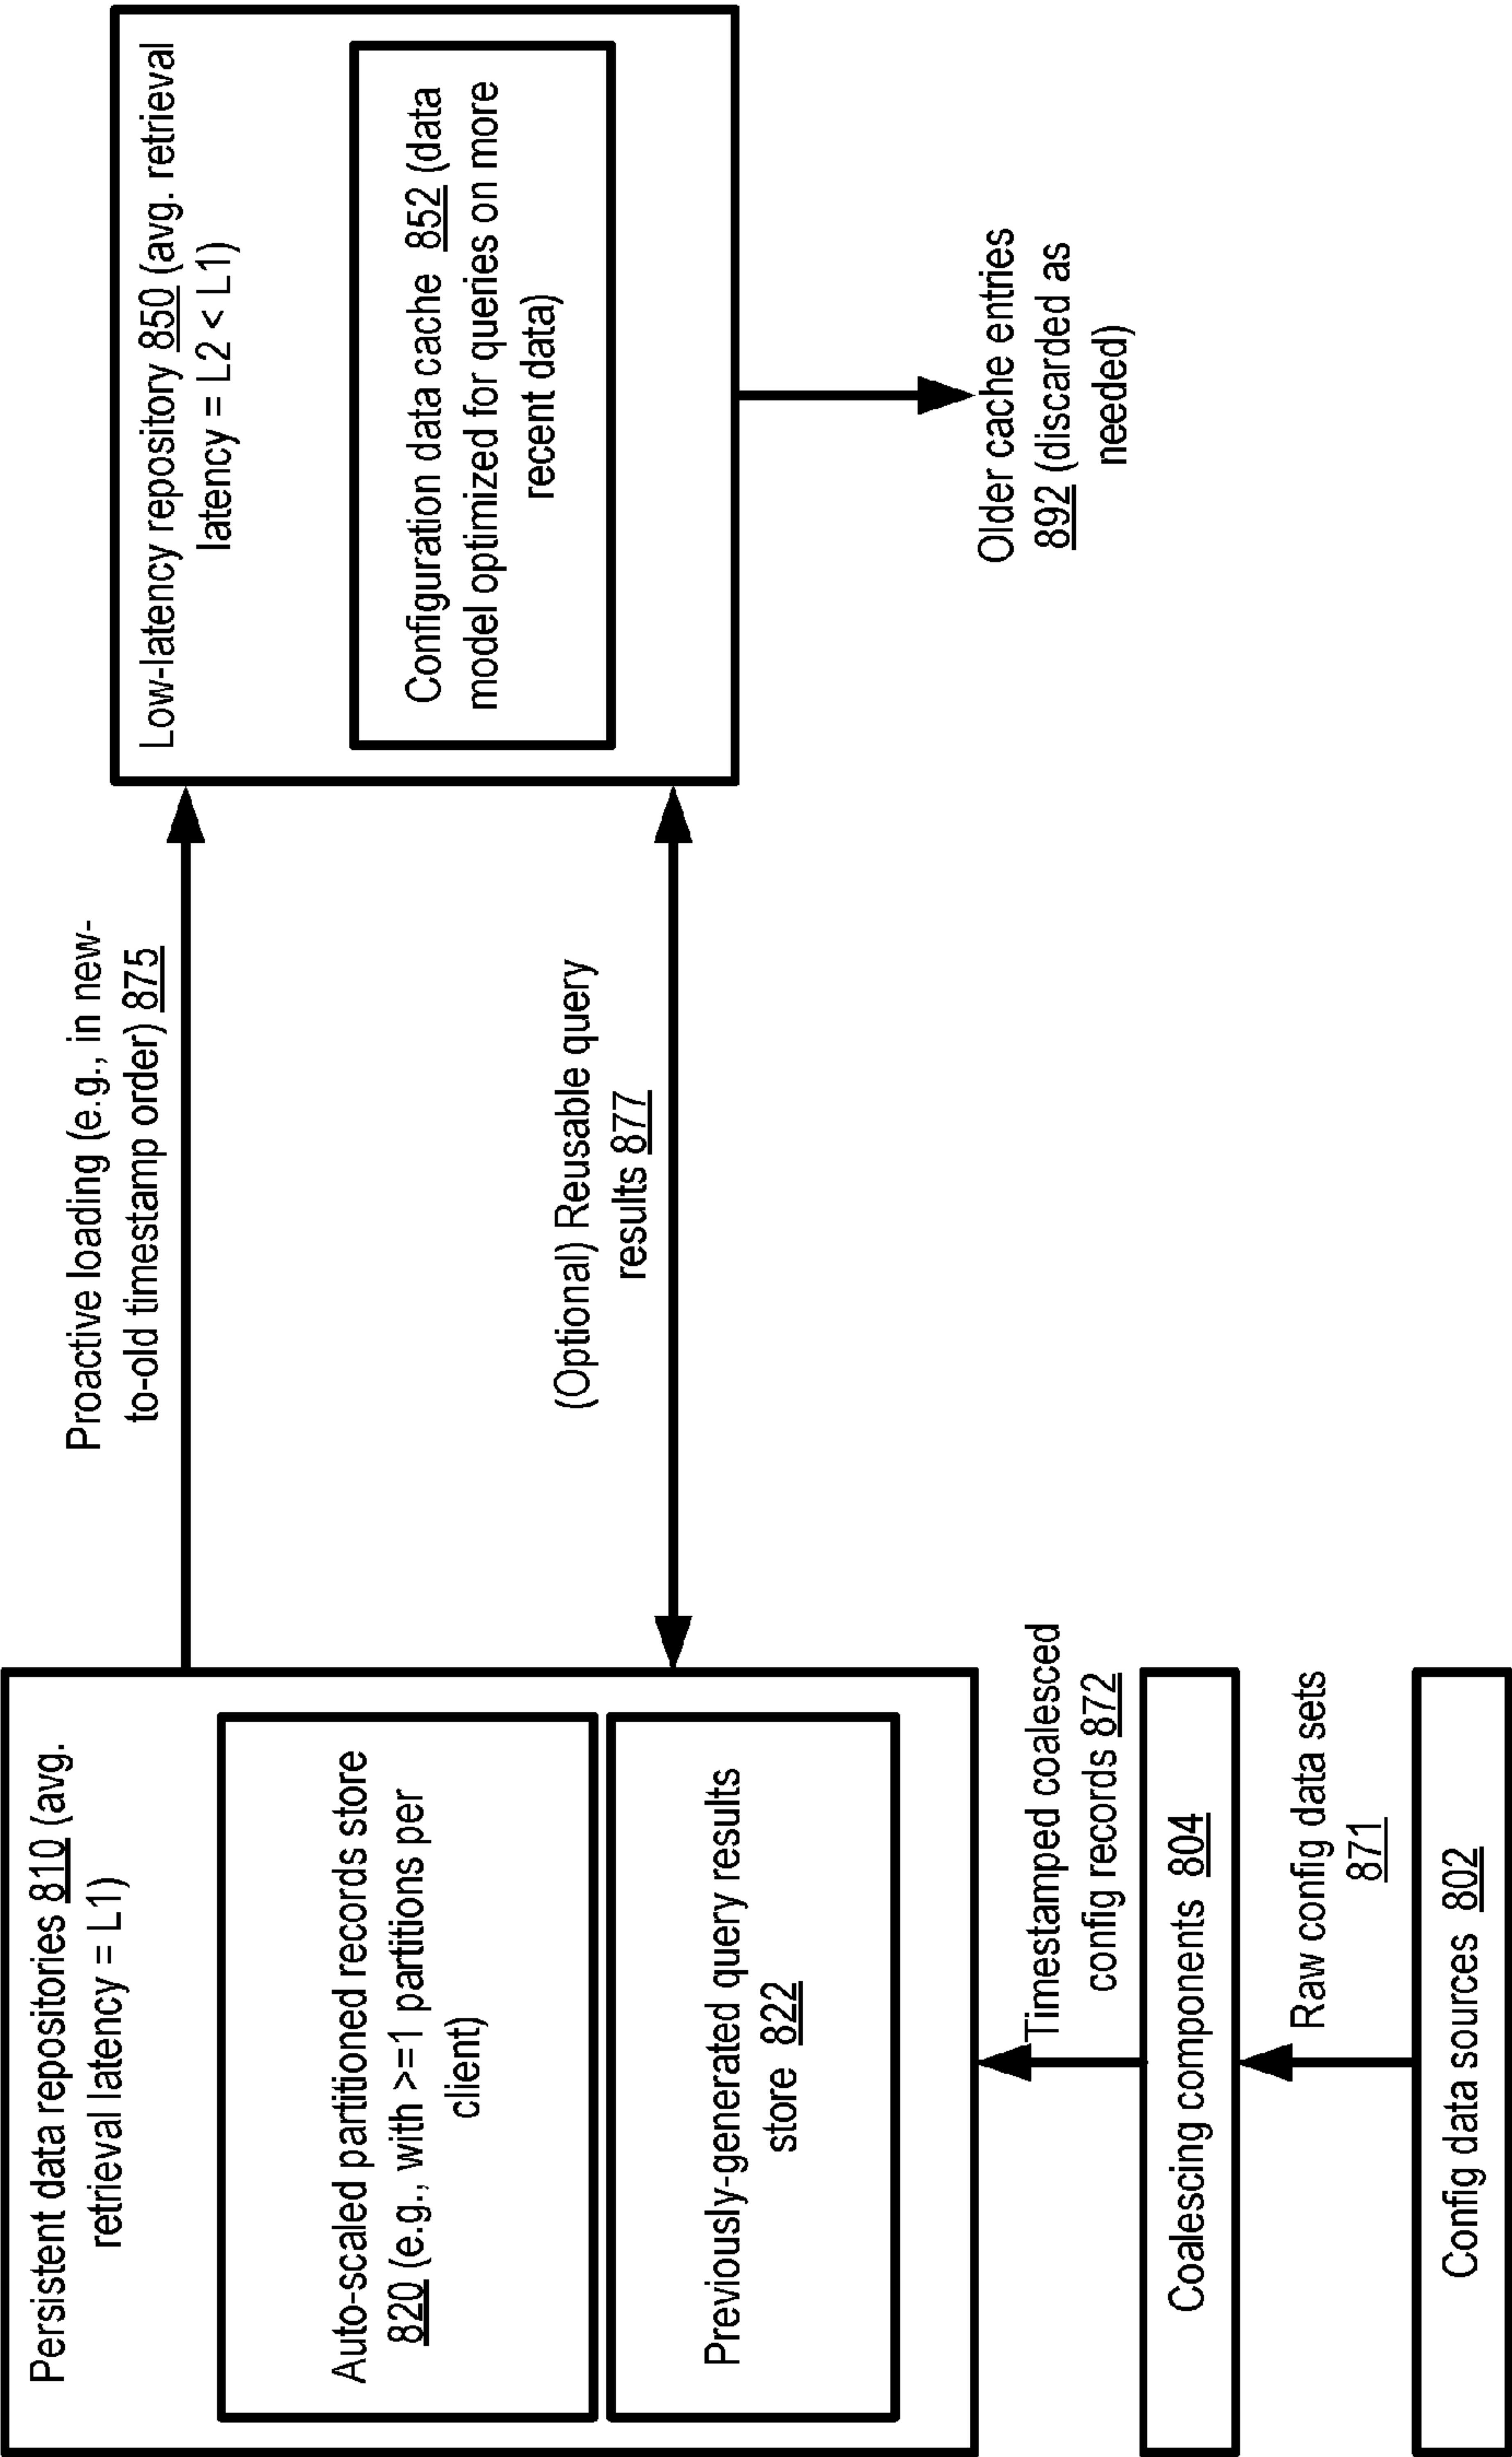 Persistent data repositories 810 (avg.
retrieval latency = L1)
Auto-scaled partitioned records store
820 (e.g., with >=1 partitions per
client)
Previously-generated query results
store 822
Timestamped coalesced
config records 872
Coalescing components 804
Raw config data sets
871
Config data sources 802
Proactive loading (e.g., in new-
to-old timestamp order) 875
(Optional) Reusable query
results 877
Low-latency repository 850 (avg. retrieval
latency = L2 < L1)
Configuration data cache 852 (data
model optimized for queries on more
recent data)
Older cache entries
892 (discarded as
needed)